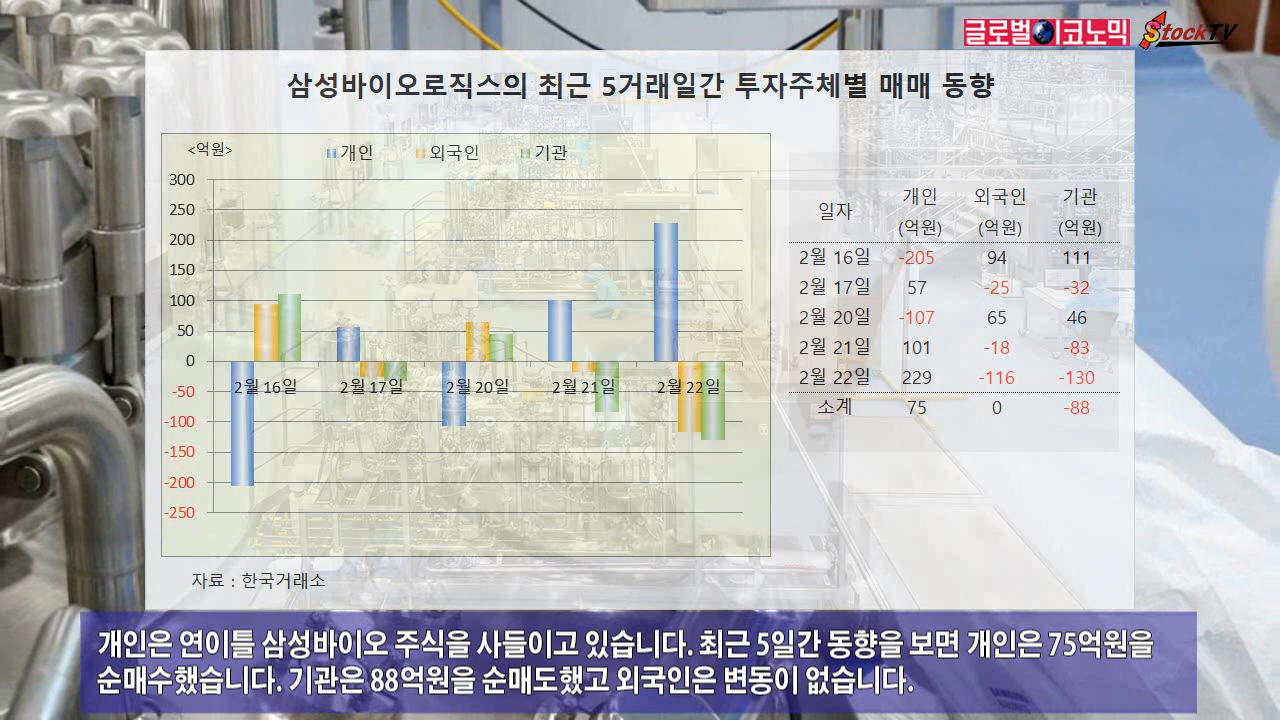 글로벌이코노믹 StockTV
삼성바이오로직스의 최근 5거래일간 투자주체별 매매 동향
<억원> 개인 외국인 기관
300
250
200
150
100
50
0
-50
-100
-150
-200
-250
2월 16일 2월 17일 2월 20일 2월 21일 2월 22일
일자 개인 외국인 기관
(억원) (억원) (억원)
2월 16일 -205 94 111
2월 17일 57 -25 -32
2월 20일 -107 65 46
2월 21일 101 -18 -83
2월 22일 229 -116 -130
소계 75 0 -88
자료 : 한국거래소
개인은 연이틀 삼성바이오 주식을 사들이고 있습니다. 최근 5일간 동향을 보면 개인은 75억원을
순매수했습니다. 기관은 88억원을 순매도했고 외국인은 변동이 없습니다.